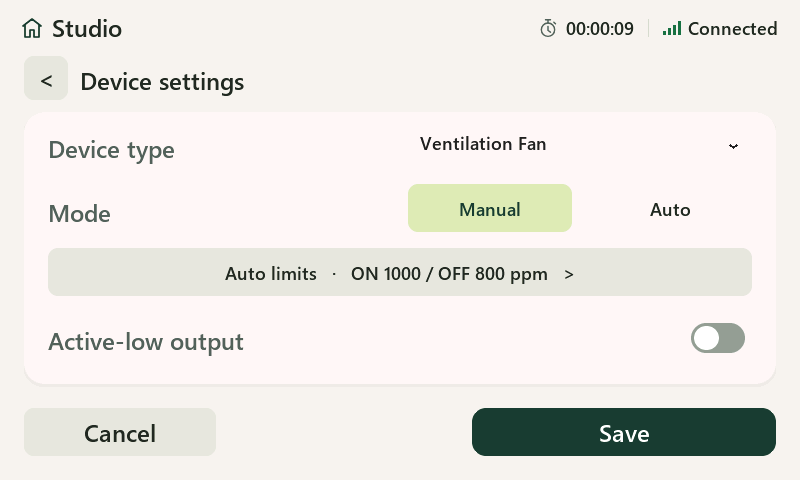 Studio 00:00:09 Connected
< Device settings
Device type Ventilation Fan
Mode Manual Auto
Auto limits · ON 1000 / OFF 800 ppm >
Active-low output
Cancel Save